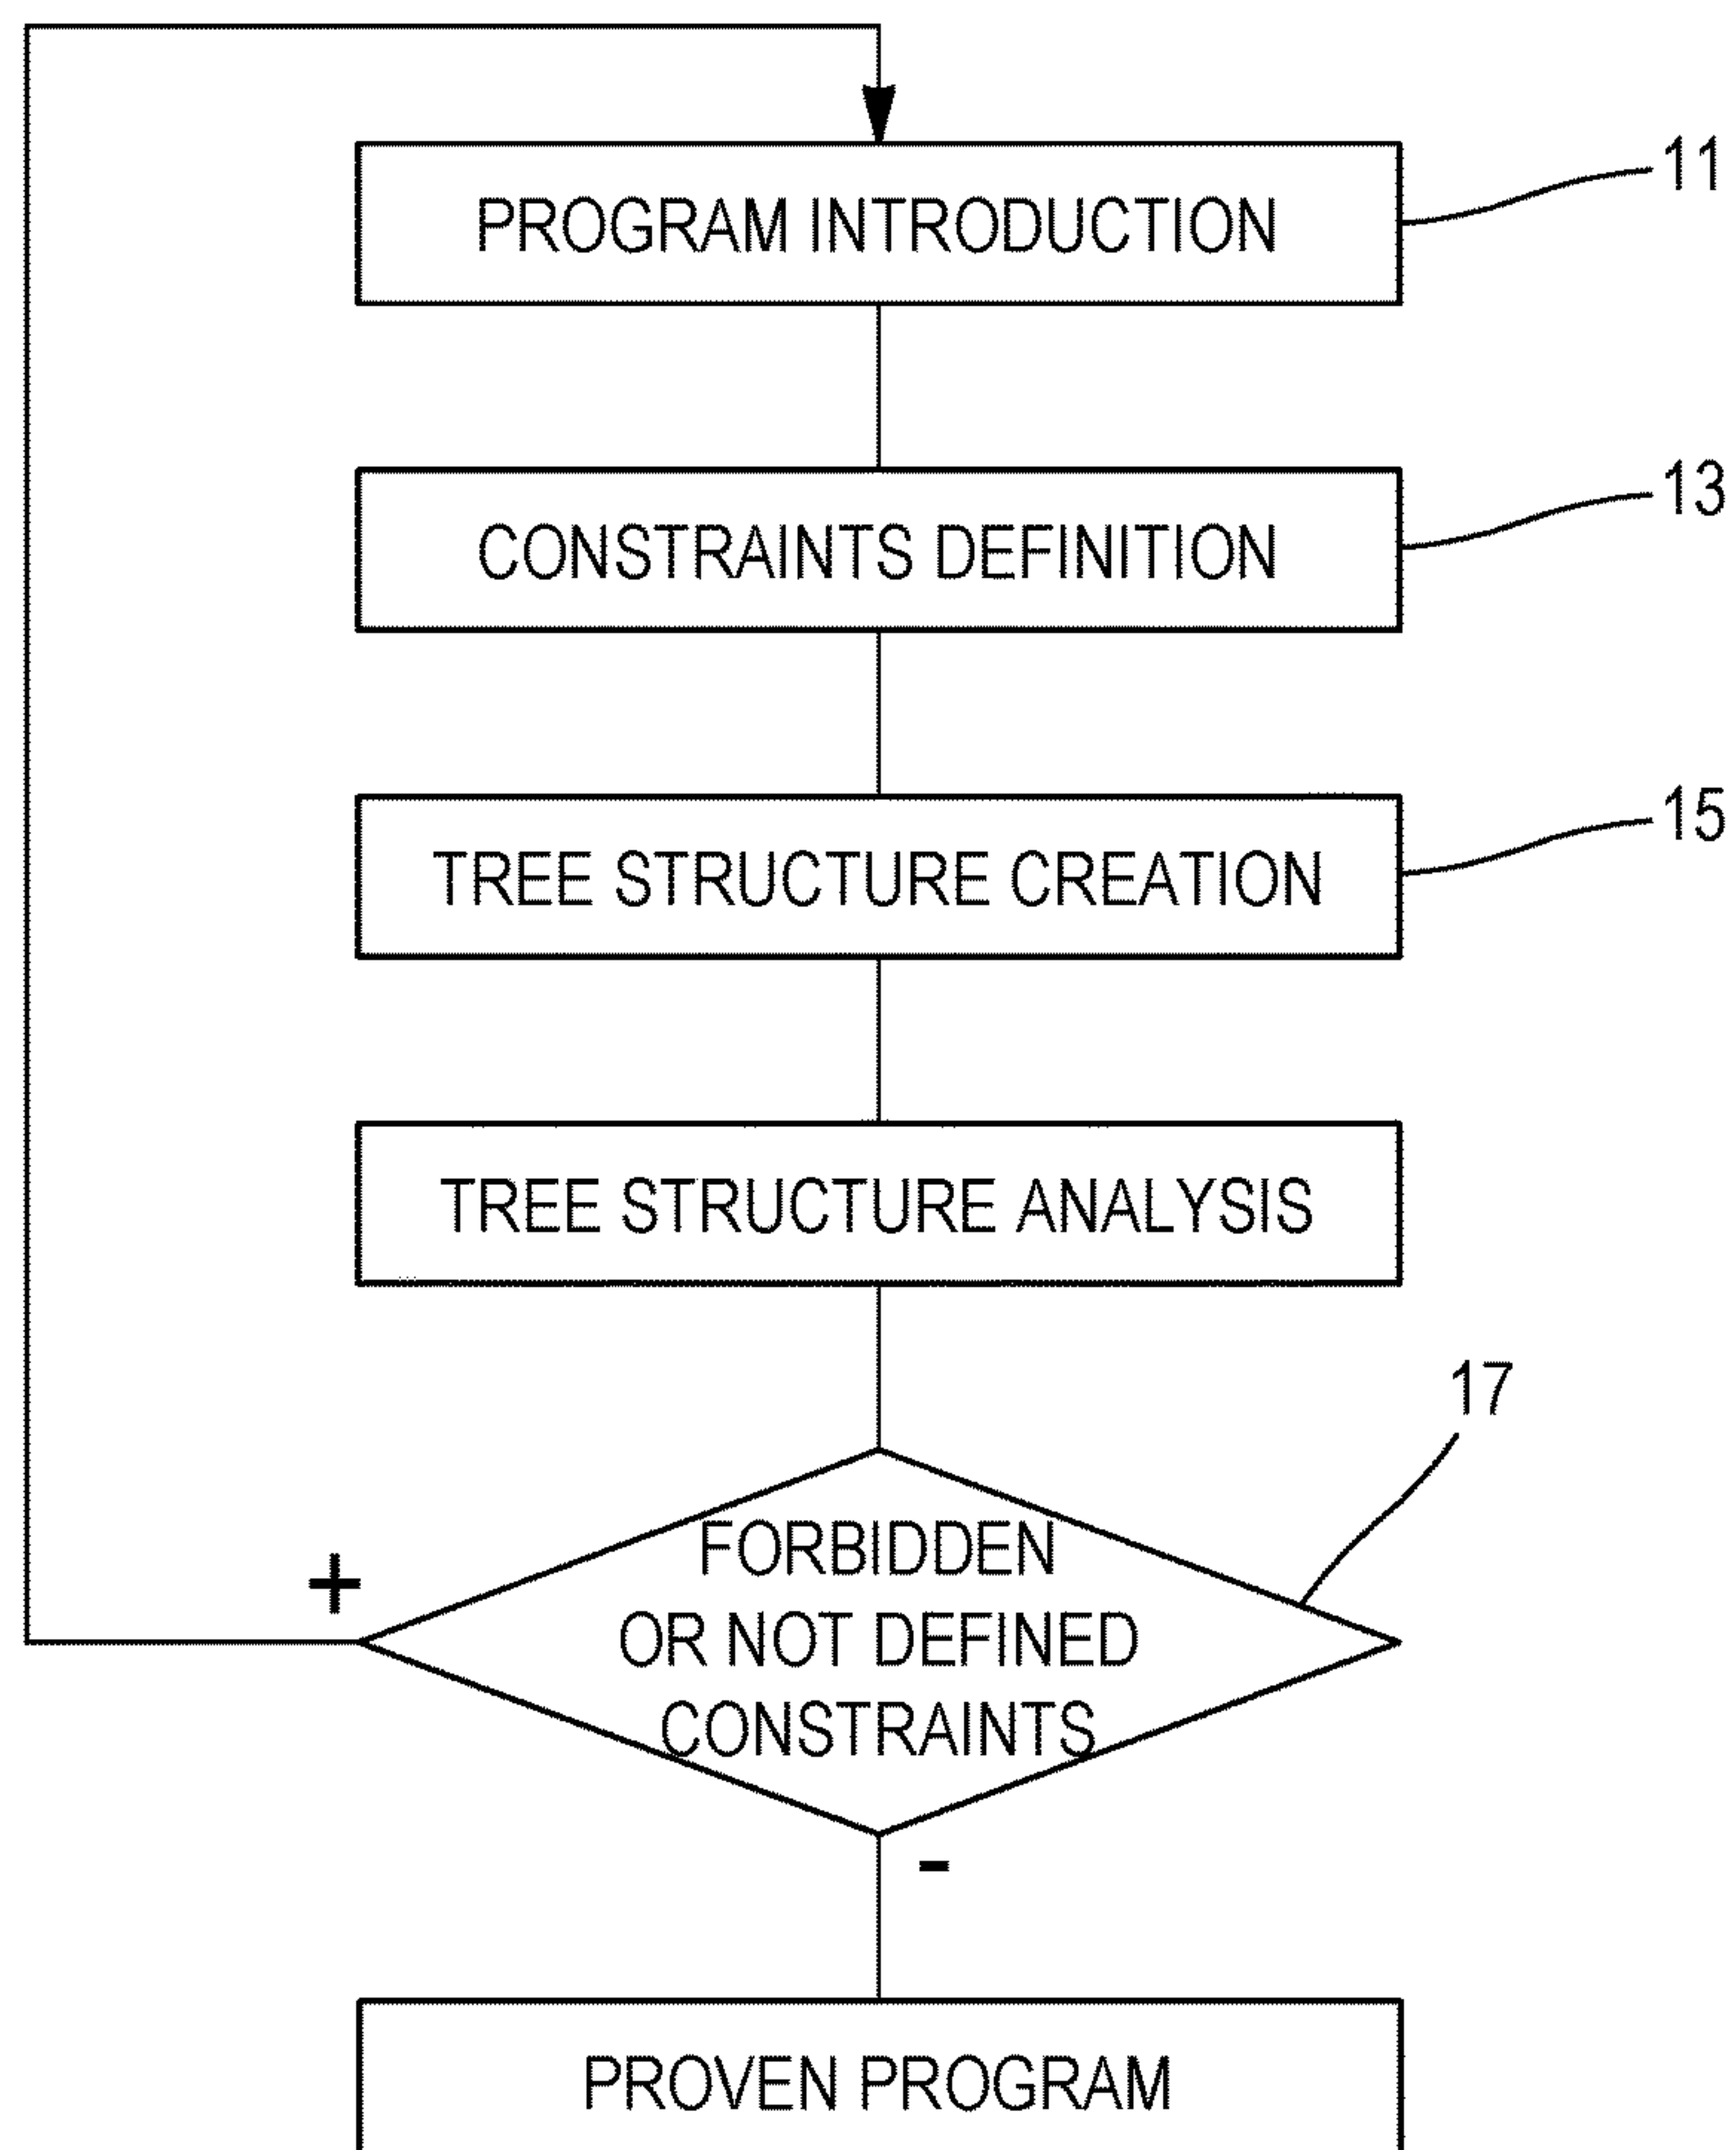 PROGRAM INTRODUCTION
11
CONSTRAINTS DEFINITION
13
TREE STRUCTURE CREATION
15
TREE STRUCTURE ANALYSIS
17
FORBIDDEN
OR NOT DEFINED
CONSTRAINTS
+
-
PROVEN PROGRAM